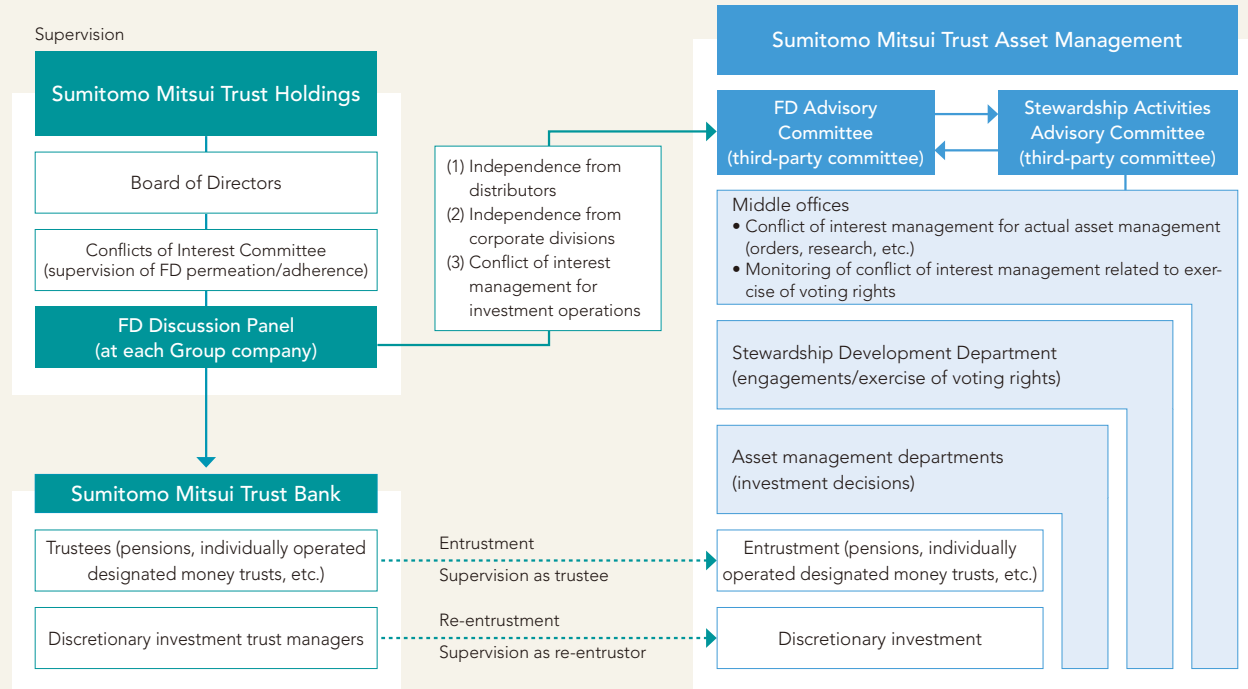 Supervision
Sumitomo Mitsui Trust Holdings
Board of Directors
Conflicts of Interest Committee
(supervision of FD permeation/adherence)
FD Discussion Panel
(at each Group company)
Sumitomo Mitsui Trust Bank
Trustees (pensions, individually operated
designated money trusts, etc.)
Discretionary investment trust managers
(1) Independence from
distributors
(2) Independence from
corporate divisions
(3) Conflict of interest
management for
investment operations
Entrustment
Supervision as trustee
Re-entrustment
Supervision as re-entrustor
Sumitomo Mitsui Trust Asset Management
FD Advisory
Committee
(third-party committee)
Stewardship Activities
Advisory Committee
(third-party committee)
Middle offices
• Conflict of interest management for actual asset management
(orders, research, etc.)
• Monitoring of conflict of interest management related to exer-
cise of voting rights
Stewardship Development Department
(engagements/exercise of voting rights)
Asset management departments
(investment decisions)
Entrustment (pensions, individually
operated designated money trusts, etc.)
Discretionary investment